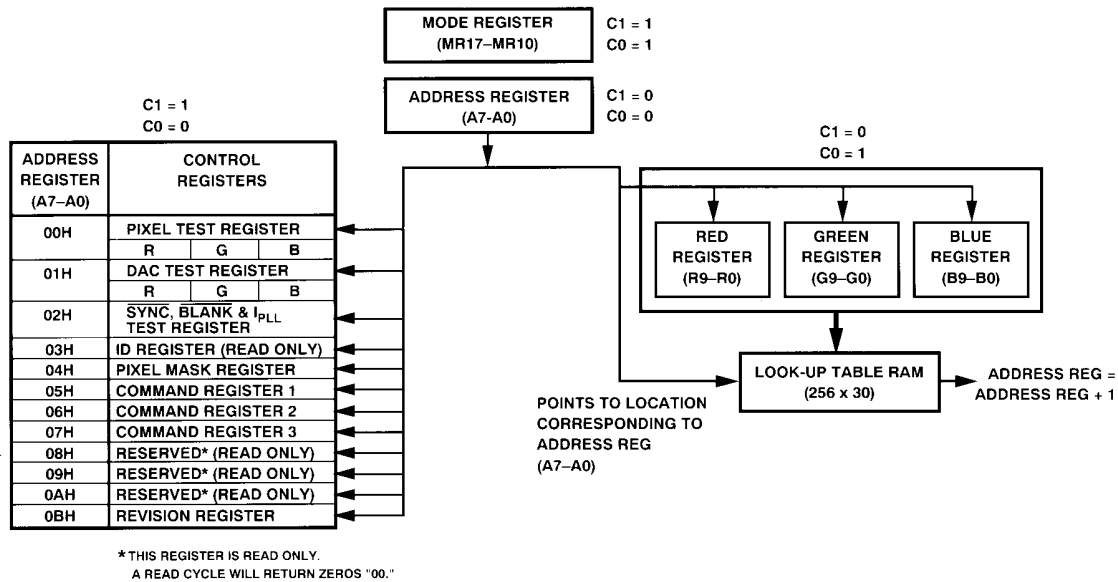 MODE REGISTER
(MR17–MR10)
C1 = 1
C0 = 1
ADDRESS REGISTER
(A7-A0)
C1 = 0
C0 = 0
C1 = 1
C0 = 0
ADDRESS REGISTER (A7–A0)
CONTROL REGISTERS
00H PIXEL TEST REGISTER
R G B
01H DAC TEST REGISTER
R G B
02H SYNC, BLANK & IPLL
TEST REGISTER
03H ID REGISTER (READ ONLY)
04H PIXEL MASK REGISTER
05H COMMAND REGISTER 1
06H COMMAND REGISTER 2
07H COMMAND REGISTER 3
08H RESERVED* (READ ONLY)
09H RESERVED* (READ ONLY)
0AH RESERVED* (READ ONLY)
0BH REVISION REGISTER
* THIS REGISTER IS READ ONLY.
A READ CYCLE WILL RETURN ZEROS "00."
C1 = 0
C0 = 1
RED
REGISTER
(R9–R0)
GREEN
REGISTER
(G9–G0)
BLUE
REGISTER
(B9–B0)
LOOK-UP TABLE RAM
(256 x 30)
ADDRESS REG =
ADDRESS REG + 1
POINTS TO LOCATION
CORRESPONDING TO
ADDRESS REG
(A7–A0)